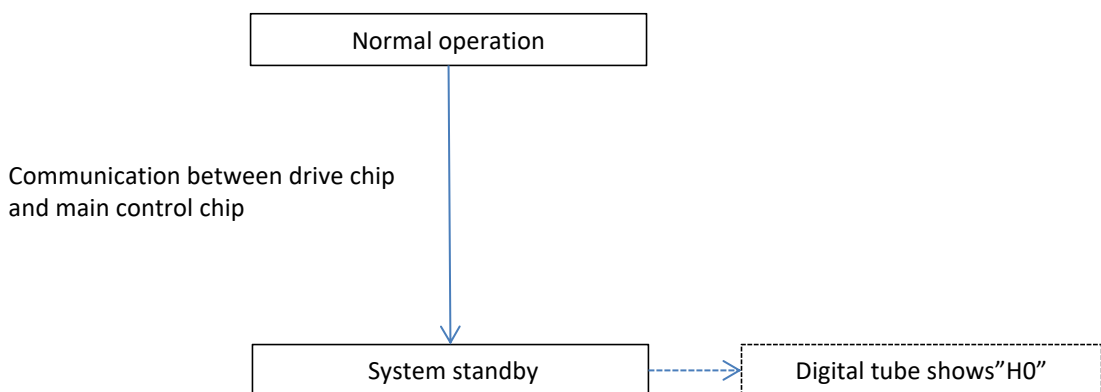 Normal operation
Communication between drive chip
and main control chip
System standby
Digital tube shows”H0”